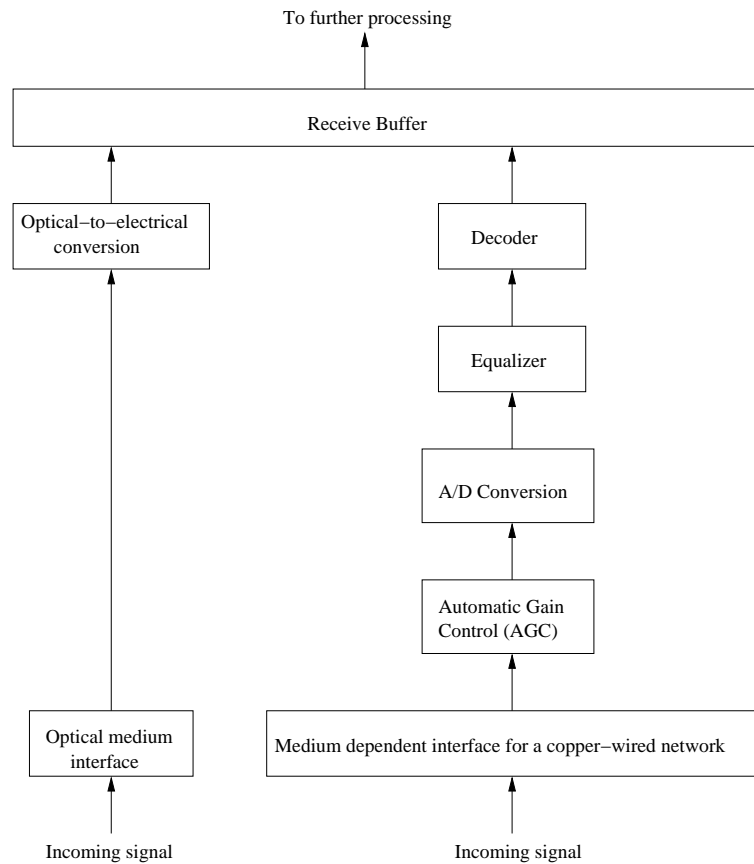 To further processing
Receive Buffer
Optical−to−electrical
conversion
Decoder
Equalizer
A/D Conversion
Automatic Gain
Control (AGC)
Optical medium
interface
Medium dependent interface for a copper−wired network
Incoming signal
Incoming signal